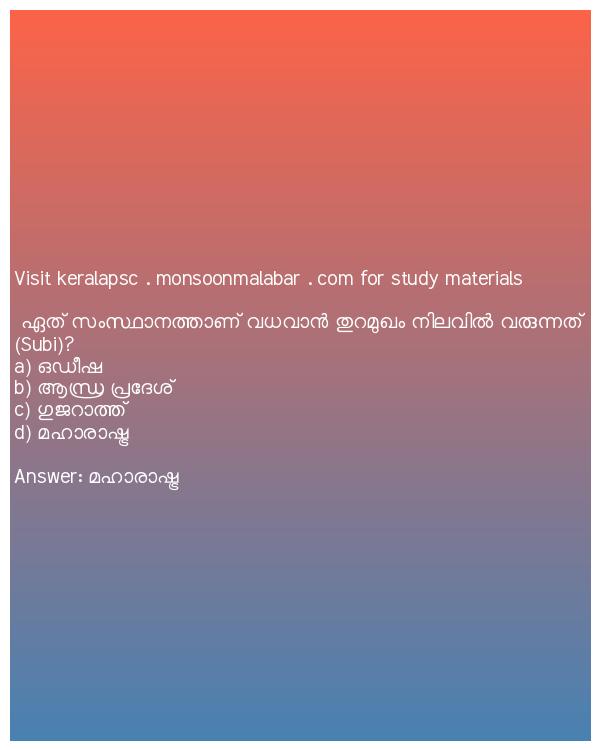 Visit keralapsc . monsoonmalabar . com for study materials
ഏത് സംസ്ഥാനത്താണ് വധവാൻ തുറമുഖം നിലവിൽ വരുന്നത്
(Subi)?
a) ഒഡീഷ
b) ആന്ധ്ര പ്രദേശ്
c) ഗുജറാത്ത്
d) മഹാരാഷ്ട്ര
Answer: മഹാരാഷ്ട്ര